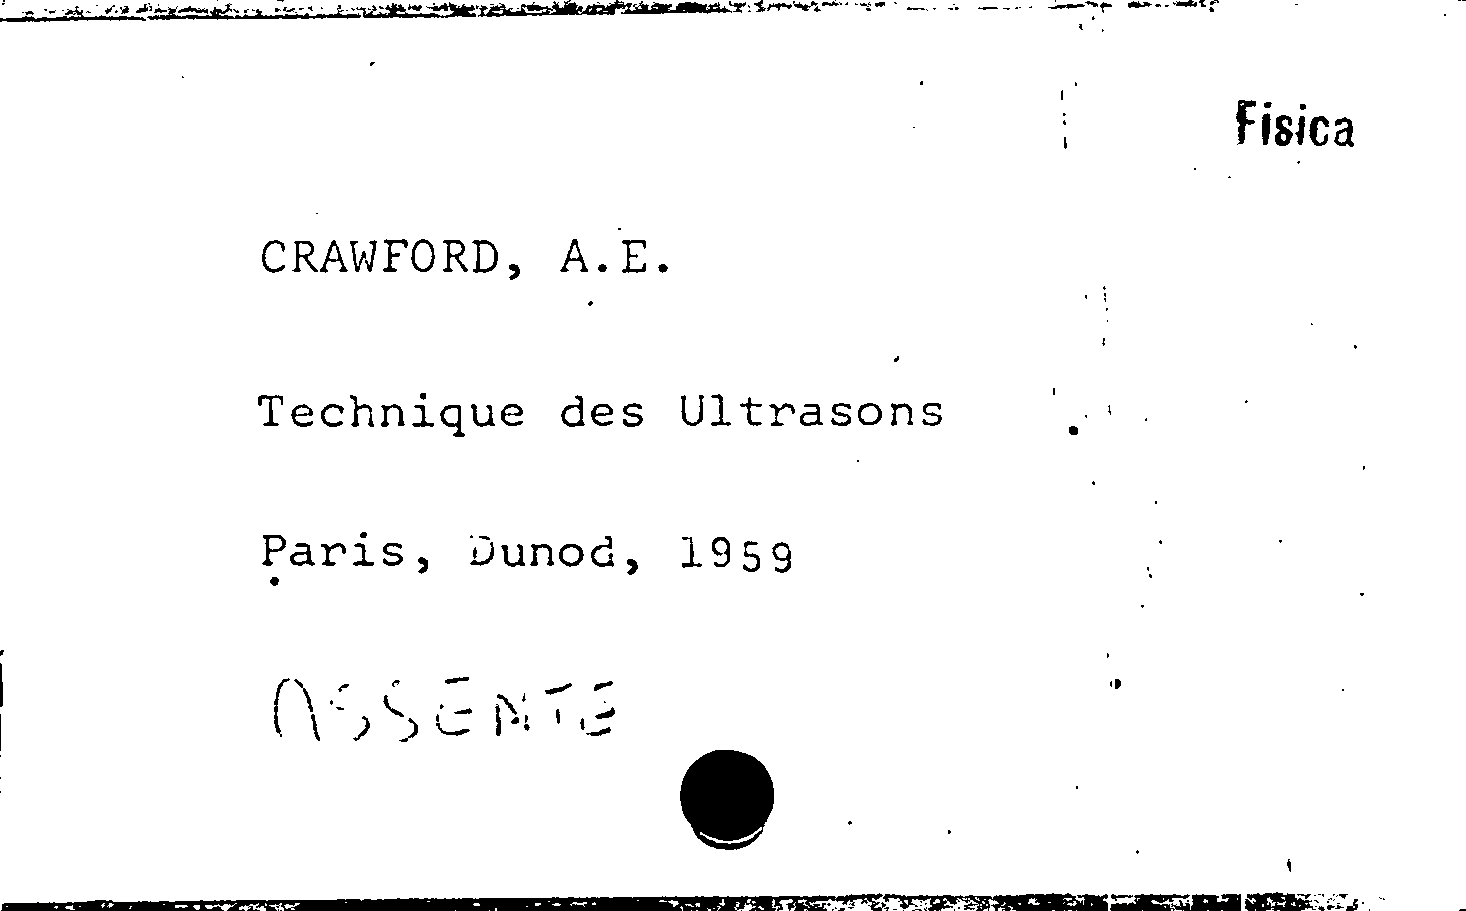 Fisica
CRAWFORD, A.E.
Technique des Ultrasons
Paris, Dunod, 1959
ASSENTE